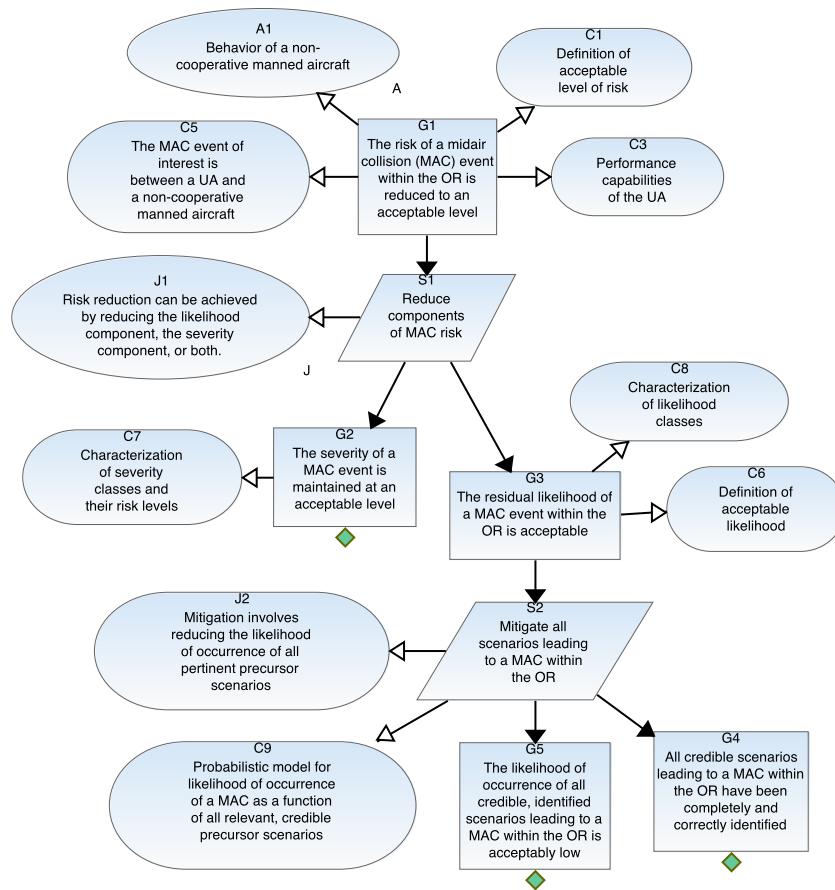 A1
Behavior of a non-
cooperative manned aircraft
A
C1
Definition of
acceptable
level of risk
C5
The MAC event of
interest is
between a UA and
a non-cooperative
manned aircraft
G1
The risk of a midair
collision (MAC) event
within the OR is
reduced to an
acceptable level
C3
Performance
capabilities
of the UA
J1
Risk reduction can be achieved
by reducing the likelihood
component, the severity
component, or both.
J
S1
Reduce
components
of MAC risk
C8
Characterization
of likelihood
classes
C7
Characterization
of severity
classes and
their risk levels
G2
The severity of a
MAC event is
maintained at an
acceptable level
G3
The residual likelihood of
a MAC event within the
OR is acceptable
C6
Definition of
acceptable
likelihood
J2
Mitigation involves
reducing the likelihood
of occurrence of all
pertinent precursor
scenarios
S2
Mitigate all
scenarios leading
to a MAC within
the OR
C9
Probabilistic model for
likelihood of occurrence
of a MAC as a function
of all relevant, credible
precursor scenarios
G5
The likelihood of
occurrence of all
credible, identified
scenarios leading to a
MAC within the OR is
acceptably low
G4
All credible scenarios
leading to a MAC within
the OR have been
completely and
correctly identified